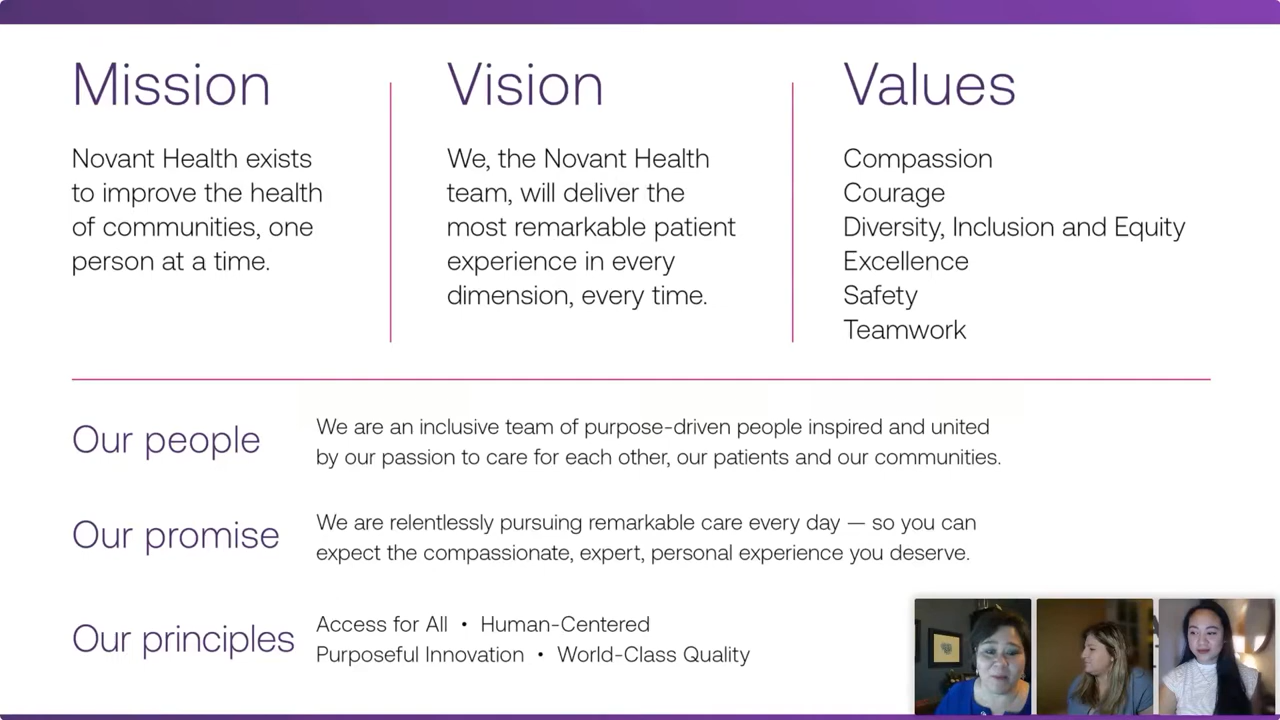 Mission
Novant Health exists
to improve the health
of communities, one
person at a time.
Vision
We, the Novant Health
team, will deliver the
most remarkable patient
experience in every
dimension, every time.
Values
Compassion
Courage
Diversity, Inclusion and Equity
Excellence
Safety
Teamwork
Our people
We are an inclusive team of purpose-driven people inspired and united
by our passion to care for each other, our patients and our communities.
Our promise
We are relentlessly pursuing remarkable care every day — so you can
expect the compassionate, expert, personal experience you deserve.
Our principles
Access for All • Human-Centered
Purposeful Innovation • World-Class Quality